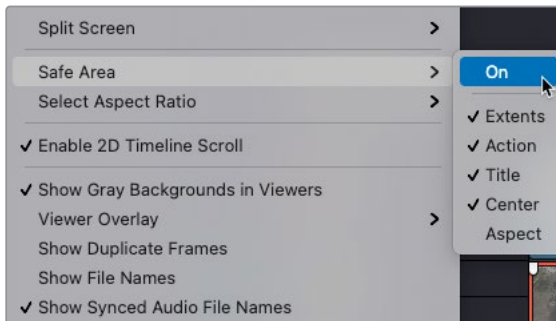 Split Screen
Safe Area
Select Aspect Ratio
Enable 2D Timeline Scroll
Show Gray Backgrounds in Viewers
Viewer Overlay
Show Duplicate Frames
Show File Names
Show Synced Audio File Names
On
Extents
Action
Title
Center
Aspect